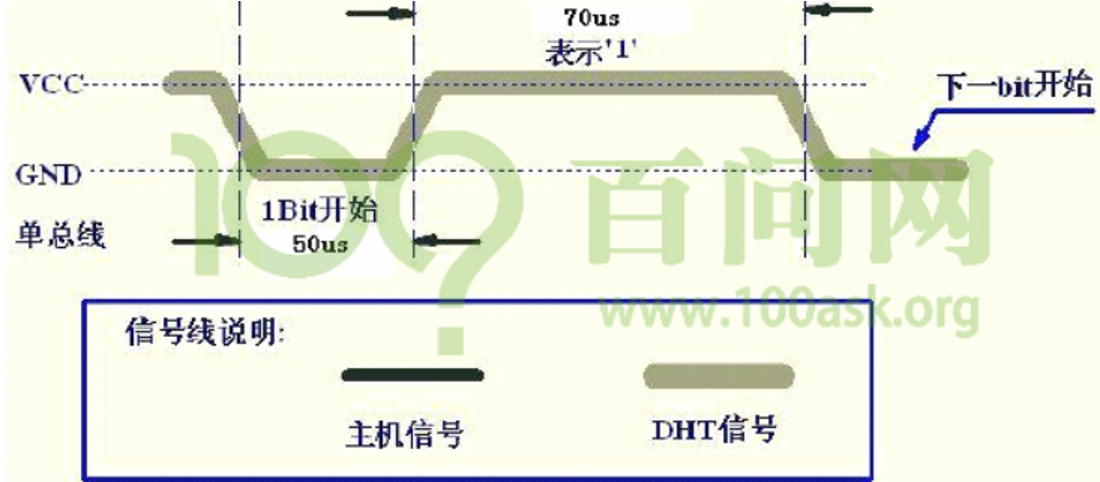 70us
表示'1'
VCC
下一bit开始
GND
1Bit开始
单总线
50us
百问网
www.100ask.org
信号线说明:
主机信号
DHT信号
100?